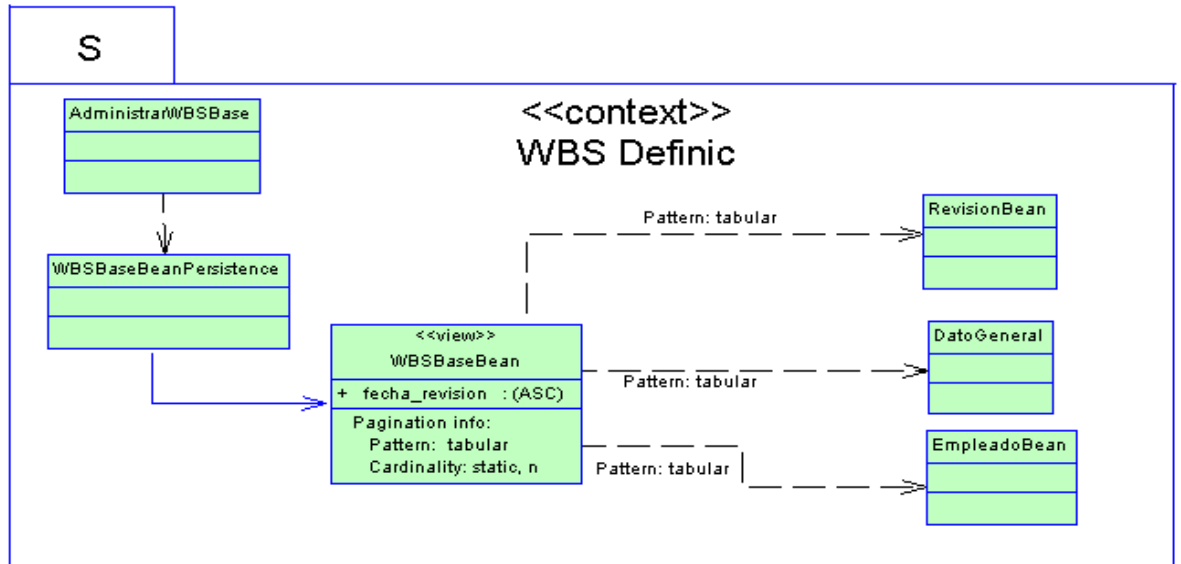 S
<<context>>
WBS Definic
AdministrarWBSBase
WBSBaseBeanPersistence
<<view>>
WBSBaseBean
+ fecha_revision : (ASC)
Pagination info:
Pattern: tabular
Cardinality: static, n
Pattern: tabular
RevisionBean
Pattern: tabular
DatoGeneral
Pattern: tabular
EmpleadoBean